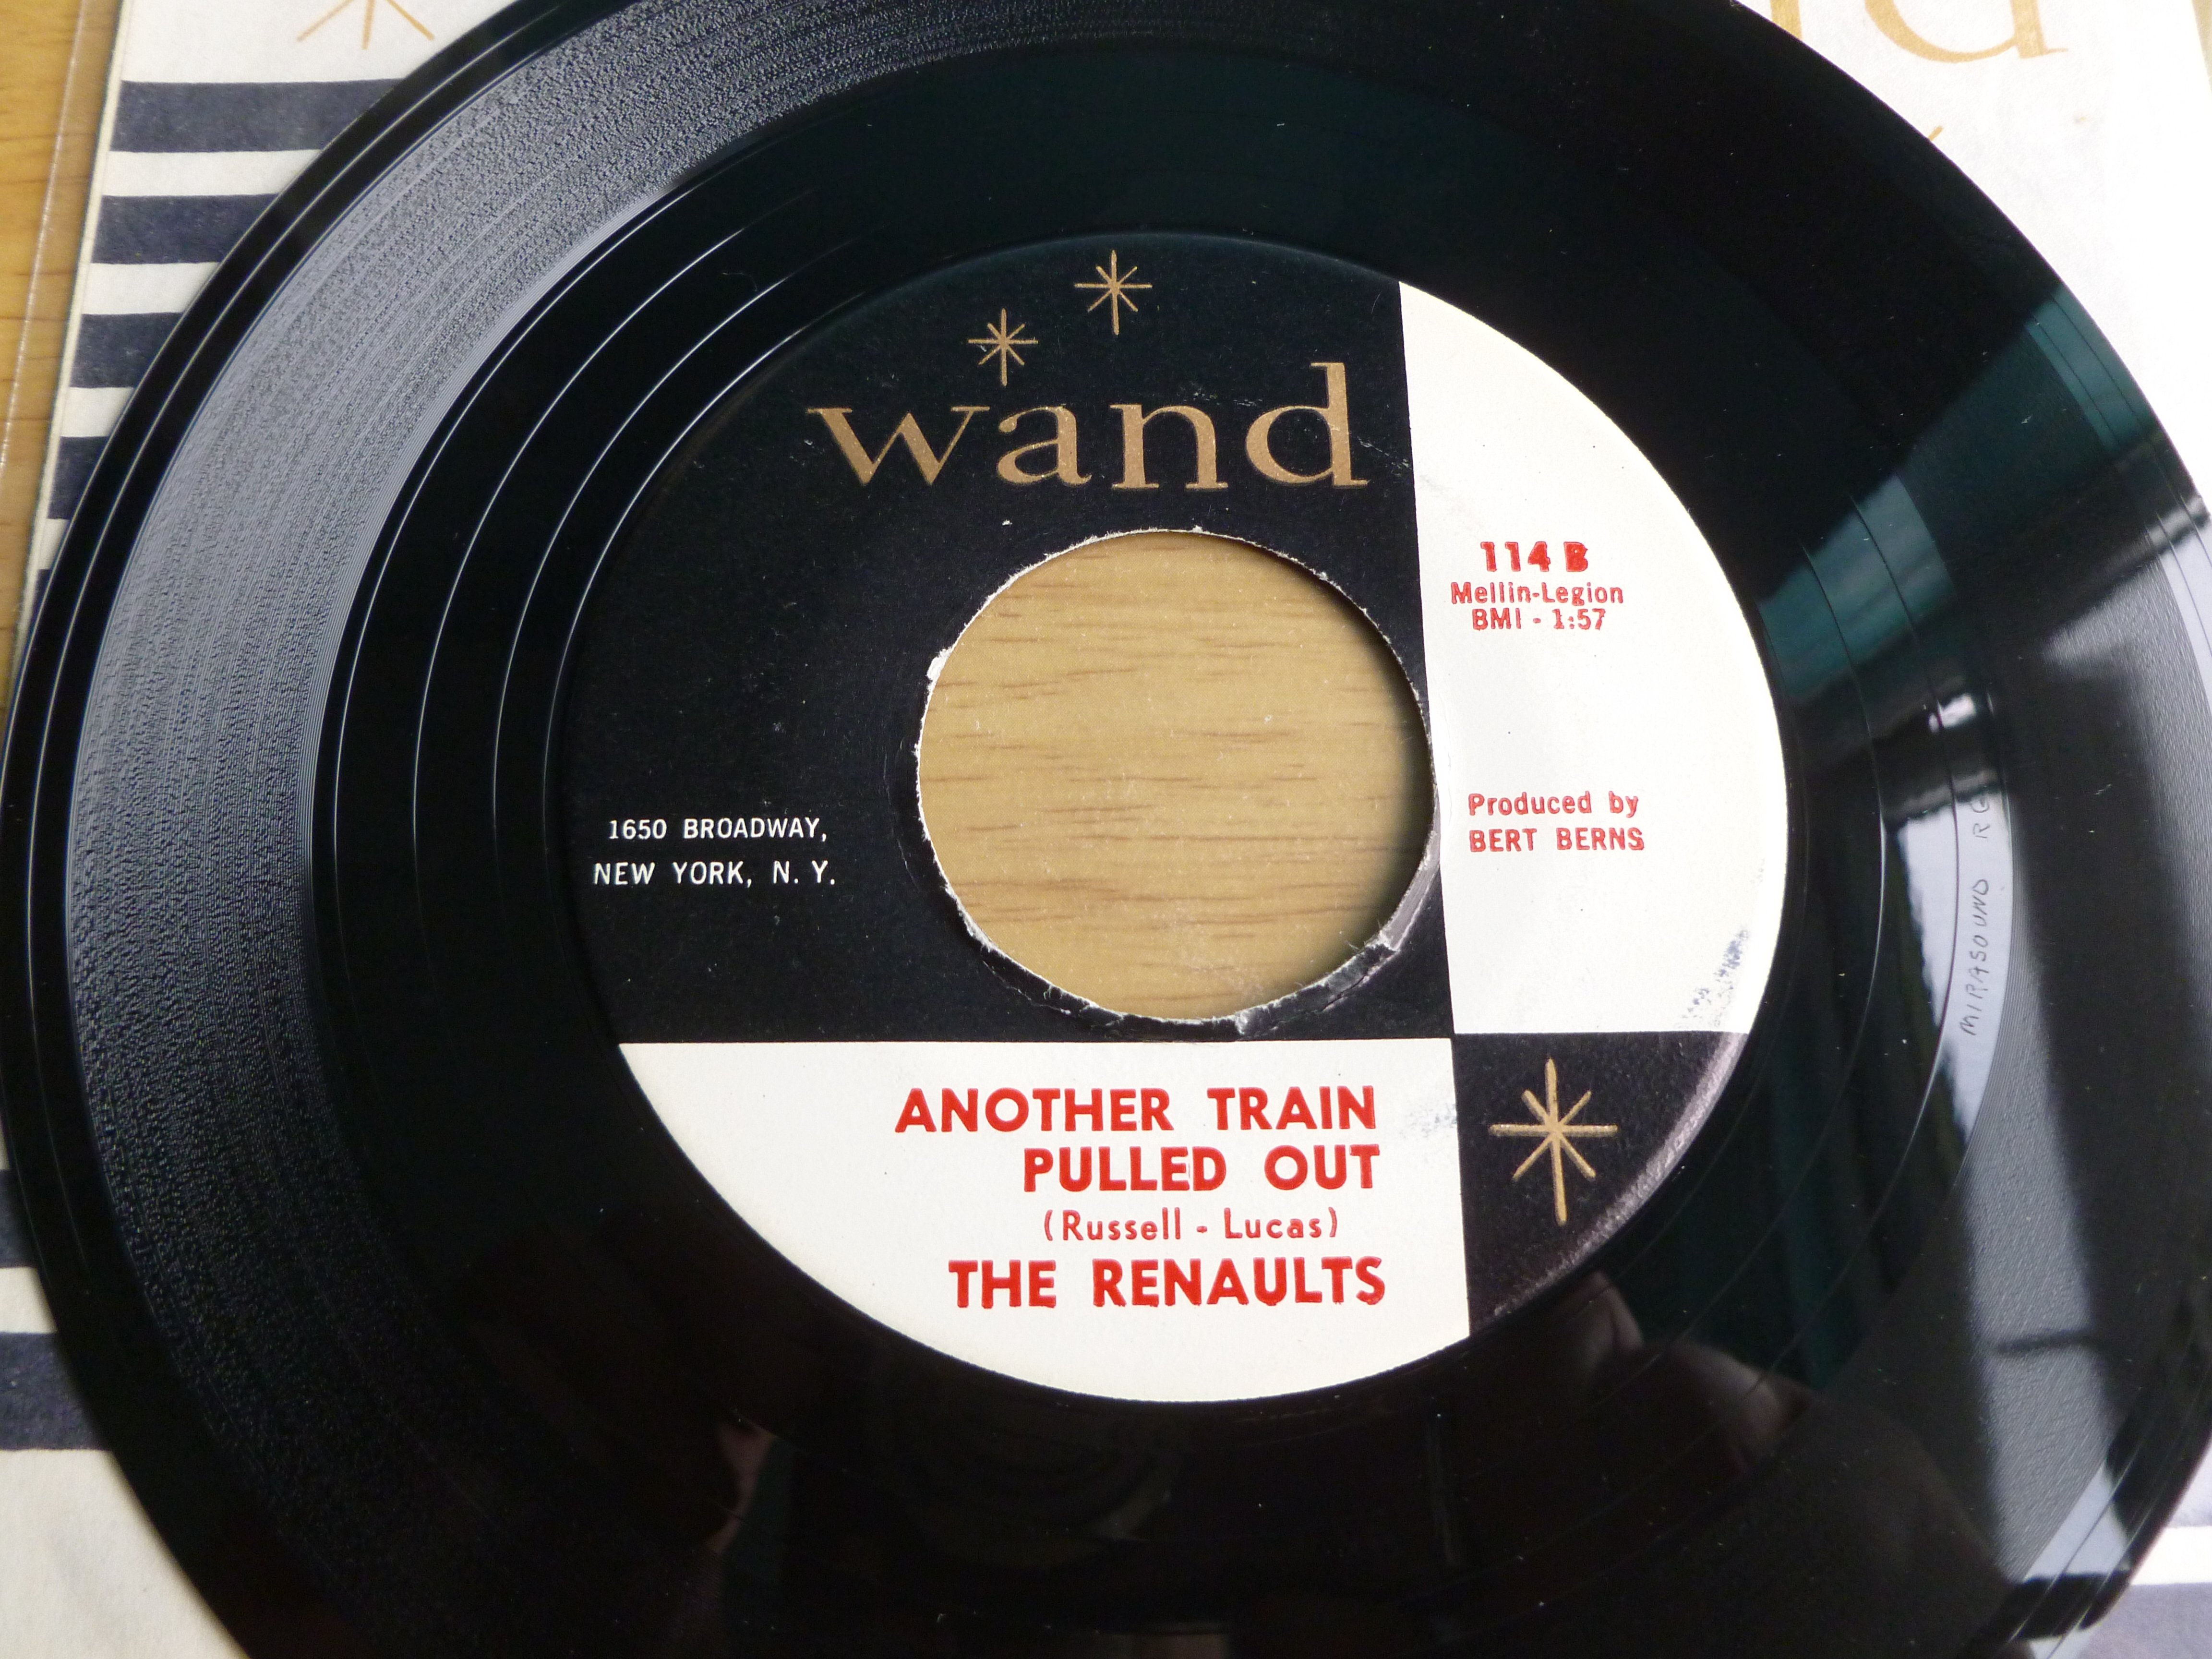 wand
114 B
Mellin-Legion
BMI - 1:57
Produced by
BERT BERNS
1650 BROADWAY,
NEW YORK, N. Y.
ANOTHER TRAIN
PULLED OUT
(Russell - Lucas)
THE RENAULTS
MIRASOUND